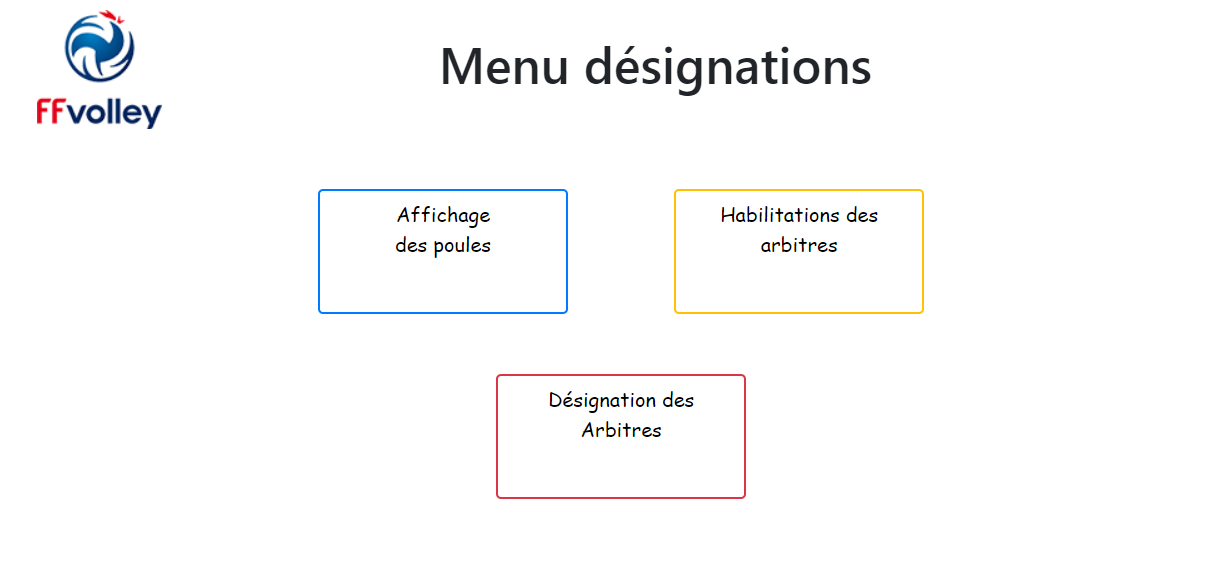 FFvolley
Menu désignations
Affichage
des poules
Habilitations des
arbitres
Désignation des
Arbitres